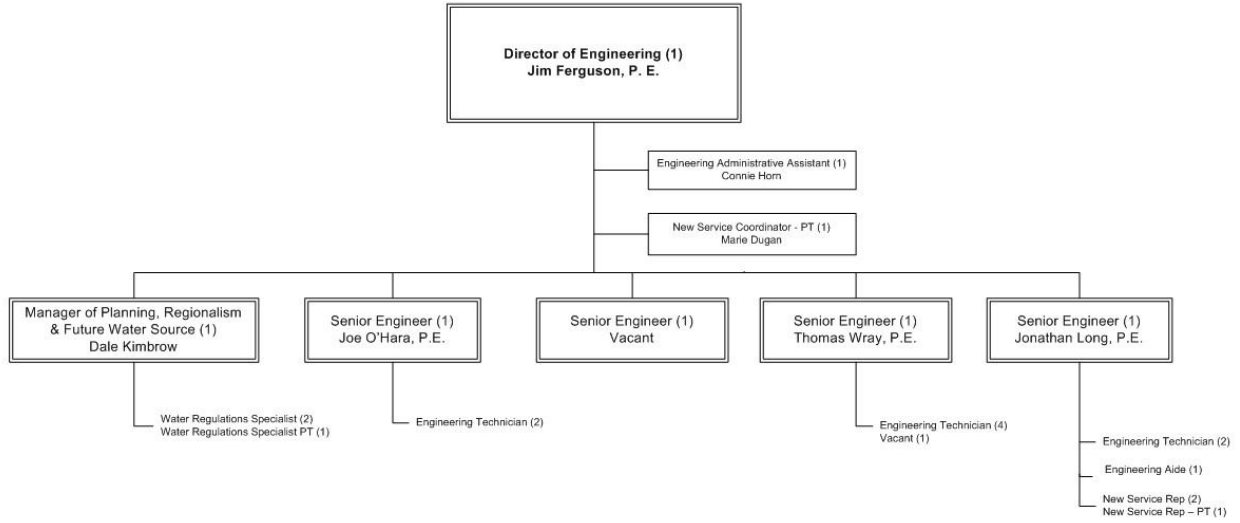 Director of Engineering (1)
Jim Ferguson, P. E.
Engineering Administrative Assistant (1)
Connie Horn
New Service Coordinator - PT (1)
Marie Dugan
Manager of Planning, Regionalism
& Future Water Source (1)
Dale Kimbrow
Senior Engineer (1)
Joe O'Hara, P.E.
Senior Engineer (1)
Vacant
Senior Engineer (1)
Thomas Wray, P.E.
Senior Engineer (1)
Jonathan Long, P.E.
Water Regulations Specialist (2)
Water Regulations Specialist PT (1)
Engineering Technician (2)
Engineering Technician (4)
Vacant (1)
Engineering Technician (2)
Engineering Aide (1)
New Service Rep (2)
New Service Rep – PT (1)